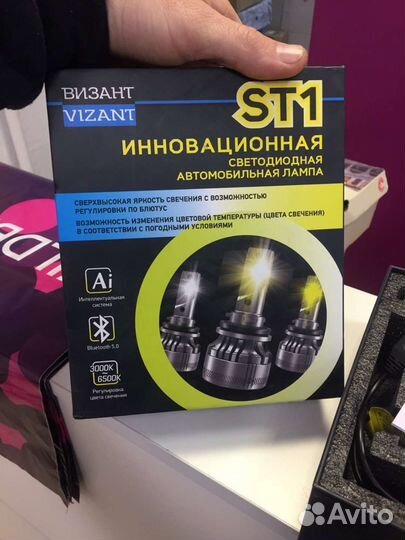 ВИЗАНТ
VIZANT
ST1
ИННОВАЦИОННАЯ
СВЕТОДИОДНАЯ
АВТОМОБИЛЬНАЯ ЛАМПА
СВЕРХВЫСОКАЯ ЯРКОСТЬ СВЕЧЕНИЯ С ВОЗМОЖНОСТЬЮ
РЕГУЛИРОВКИ ПО БЛЮТУС
ВОЗМОЖНОСТЬ ИЗМЕНЕНИЯ ЦВЕТОВОЙ ТЕМПЕРАТУРЫ (ЦВЕТА СВЕЧЕНИЯ)
В СООТВЕТСТВИИ С ПОГОДНЫМИ УСЛОВИЯМИ
Ai
Интеллектуальная
система
Bluetooth 5.0
3000K
6500K
Регулировка
цвета свечения
Avito